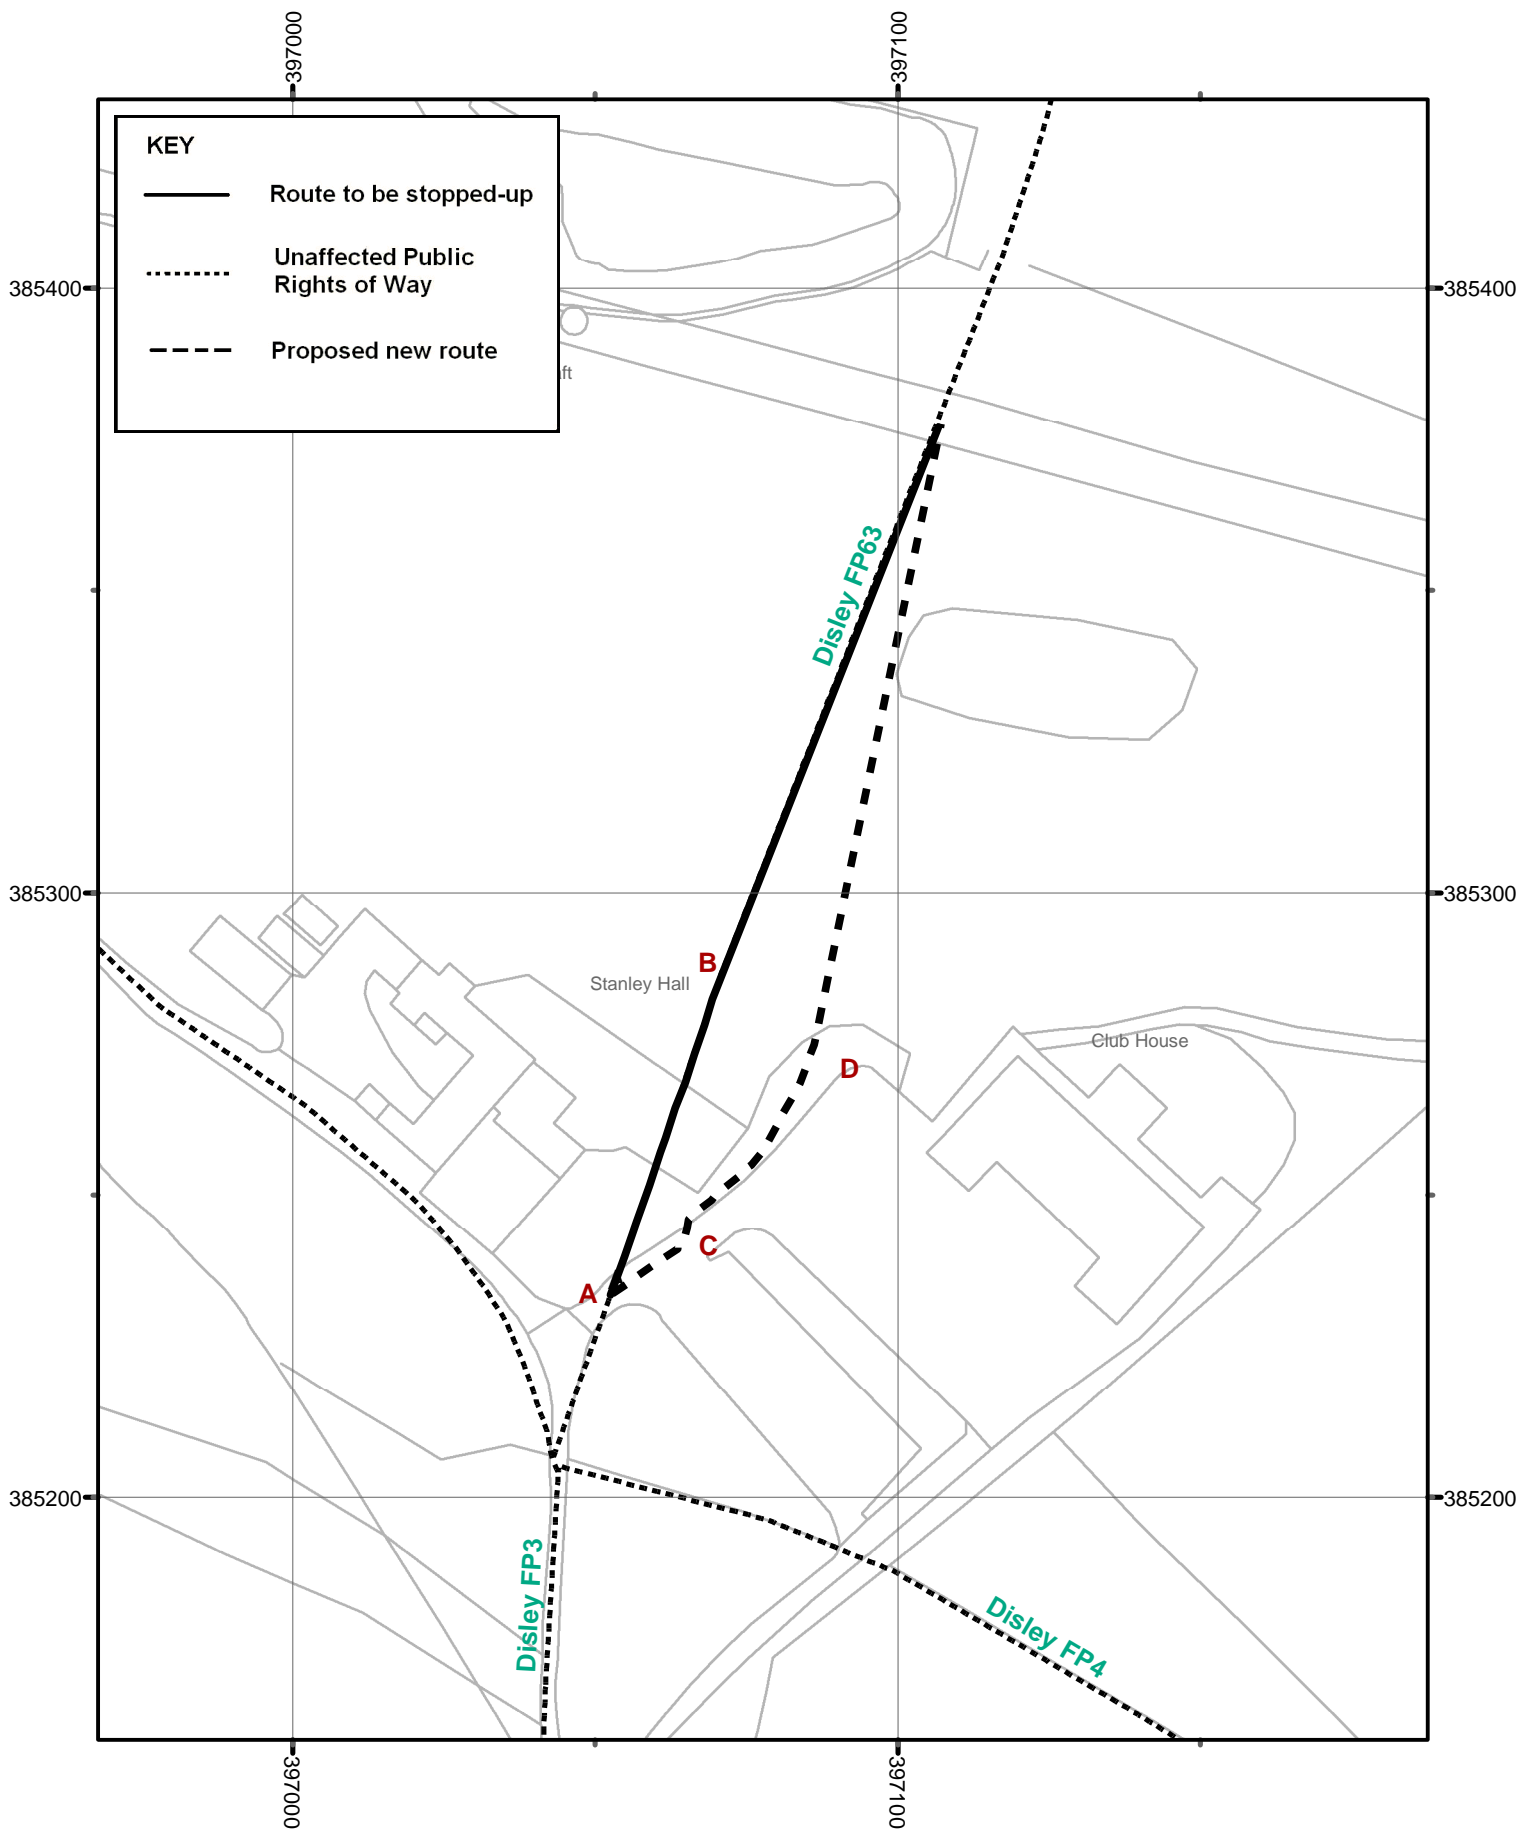 397000
397100
KEY
Route to be stopped-up
Unaffected Public
Rights of Way
385400
385400
Proposed new route
Disley FP63
385300
385300
B
Stanley Hall
Club House
D
C
A
385200
385200
Disley FP3
Disley FP4
397000
397100